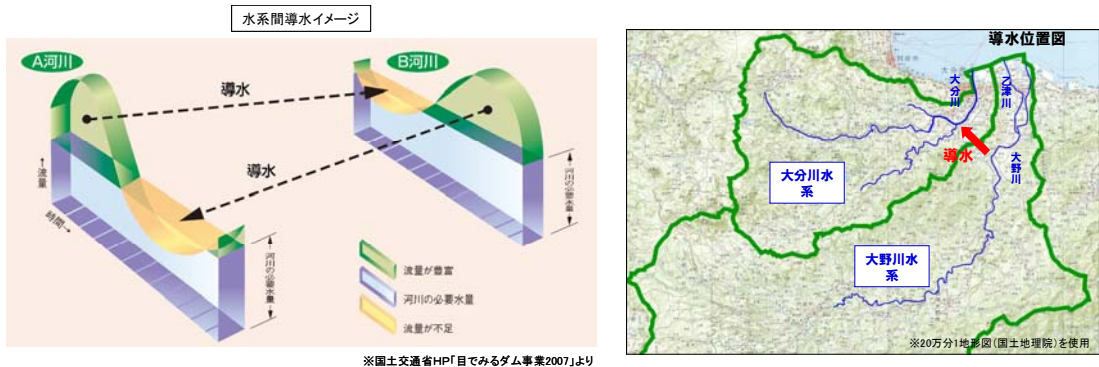 水系間導水イメージ
A河川
B河川
導水
導水
↑流量
時間→
河川の必要水量
河川の必要水量
流量が豊富
河川の必要水量
流量が不足
※国土交通省HP「目でみるダム事業2007」より
導水位置図
大分川
乙津川
大野川
導水
大分川水
系
大野川水
系
※20万分1地形図(国土地理院)を使用